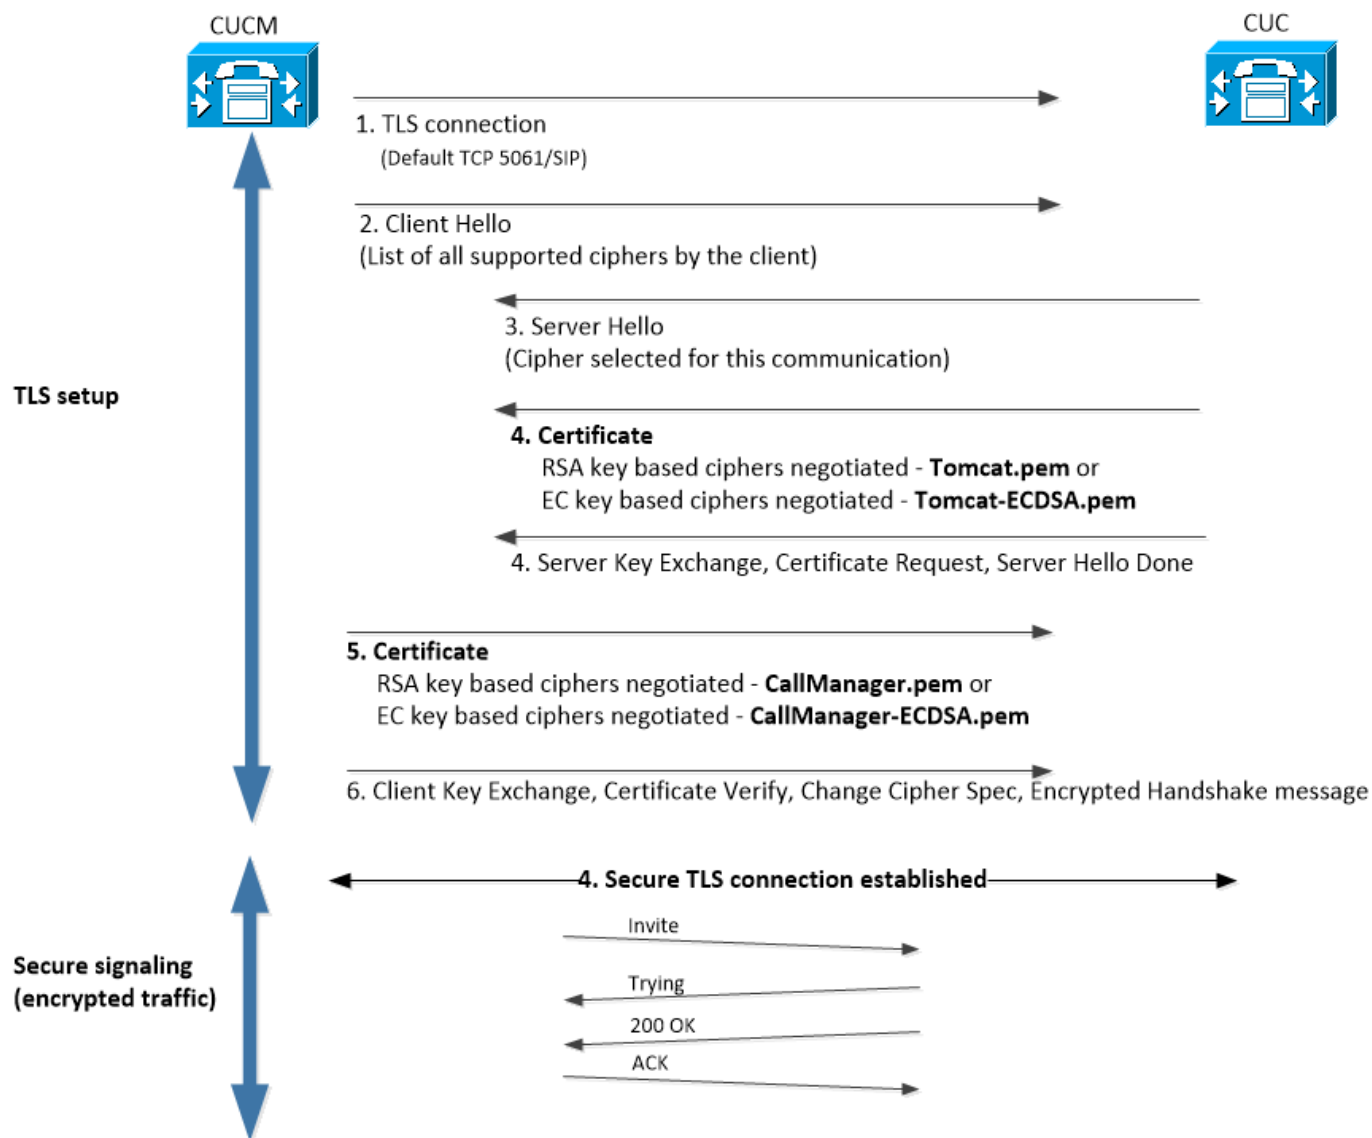 CUCM
CUC
1. TLS connection
(Default TCP 5061/SIP)
2. Client Hello
(List of all supported ciphers by the client)
3. Server Hello
(Cipher selected for this communication)
TLS setup
4. Certificate
RSA key based ciphers negotiated - Tomcat.pem or
EC key based ciphers negotiated - Tomcat-ECDSA.pem
4. Server Key Exchange, Certificate Request, Server Hello Done
5. Certificate
RSA key based ciphers negotiated - CallManager.pem or
EC key based ciphers negotiated - CallManager-ECDSA.pem
6. Client Key Exchange, Certificate Verify, Change Cipher Spec, Encrypted Handshake message
4. Secure TLS connection established
Invite
Secure signaling
(encrypted traffic)
Trying
200 OK
ACK